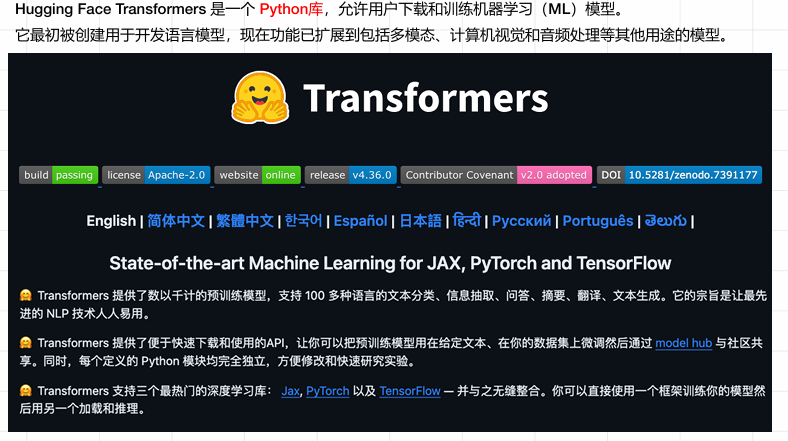 Hugging Face Transformers 是一个 Python库，允许用户下载和训练机器学习（ML）模型。
它最初被创建用于开发语言模型，现在功能已扩展到包括多模态、计算机视觉和音频处理等其他用途的模型。
Transformers
build passing license Apache-2.0 website online release v4.36.0 Contributor Covenant v2.0 adopted DOI 10.5281/zenodo.7391177
English | 简体中文 | 繁體中文 | 한국어 | Español | 日本語 | हिन्दी | Русский | Português | తెలుగు |
State-of-the-art Machine Learning for JAX, PyTorch and TensorFlow
🤗 Transformers 提供了数以千计的预训练模型，支持 100 多种语言的文本分类、信息抽取、问答、摘要、翻译、文本生成。它的宗旨是让最先
进的 NLP 技术人人易用。
🤗 Transformers 提供了便于快速下载和使用的API，让你可以把预训练模型用在给定文本、在你的数据集上微调然后通过 model hub 与社区共
享。同时，每个定义的 Python 模块均完全独立，方便修改和快速研究实验。
🤗 Transformers 支持三个最热门的深度学习库： Jax, PyTorch 以及 TensorFlow — 并与之无缝整合。你可以直接使用一个框架训练你的模型然
后用另一个加载和推理。